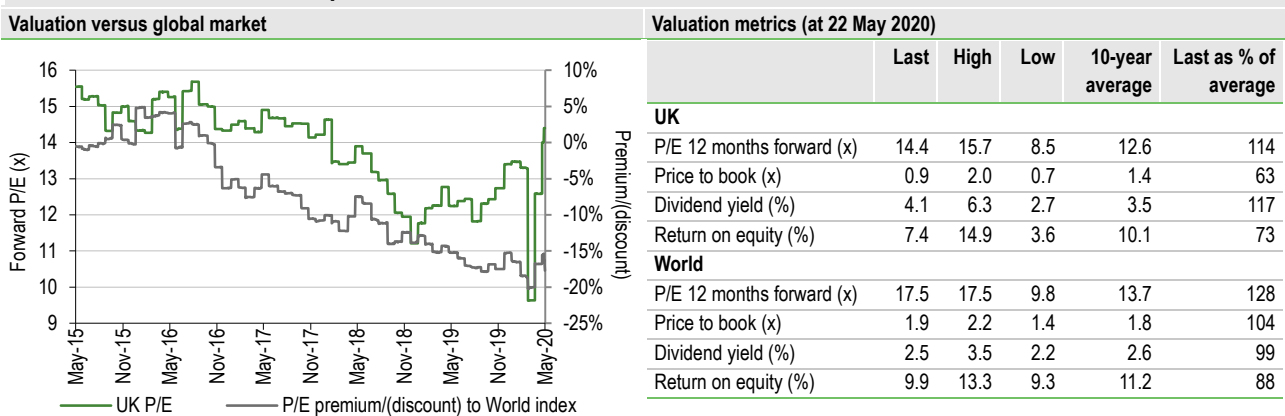 Valuation versus global market
16
15
14
13
12
11
10
9
Forward P/E (x)
10%
5%
0%
-5%
-10%
-15%
-20%
-25%
Premium/(discount)
May-15
Nov-15
May-16
Nov-16
May-17
Nov-17
May-18
Nov-18
May-19
Nov-19
May-20
UK P/E
P/E premium/(discount) to World index
Valuation metrics (at 22 May 2020)
Last High Low 10-year average Last as % of average
UK
P/E 12 months forward (x) 14.4 15.7 8.5 12.6 114
Price to book (x) 0.9 2.0 0.7 1.4 63
Dividend yield (%) 4.1 6.3 2.7 3.5 117
Return on equity (%) 7.4 14.9 3.6 10.1 73
World
P/E 12 months forward (x) 17.5 17.5 9.8 13.7 128
Price to book (x) 1.9 2.2 1.4 1.8 104
Dividend yield (%) 2.5 3.5 2.2 2.6 99
Return on equity (%) 9.9 13.3 9.3 11.2 88